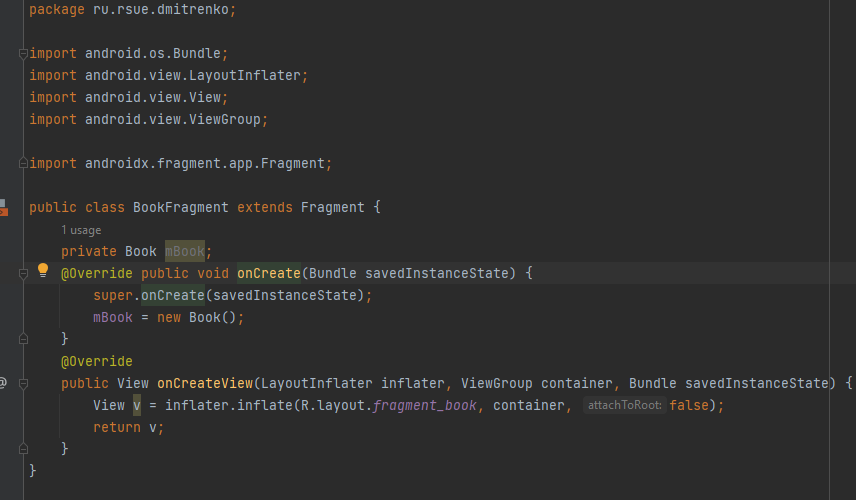 package ru.rsue.dmitrenko;
import android.os.Bundle;
import android.view.LayoutInflater;
import android.view.View;
import android.view.ViewGroup;
import androidx.fragment.app.Fragment;
public class BookFragment extends Fragment {
1 usage
private Book mBook;
@Override public void onCreate(Bundle savedInstanceState) {
super.onCreate(savedInstanceState);
mBook = new Book();
}
@Override
public View onCreateView(LayoutInflater inflater, ViewGroup container, Bundle savedInstanceState) {
View v = inflater.inflate(R.layout.fragment_book, container, attachToRoot: false);
return v;
}
}